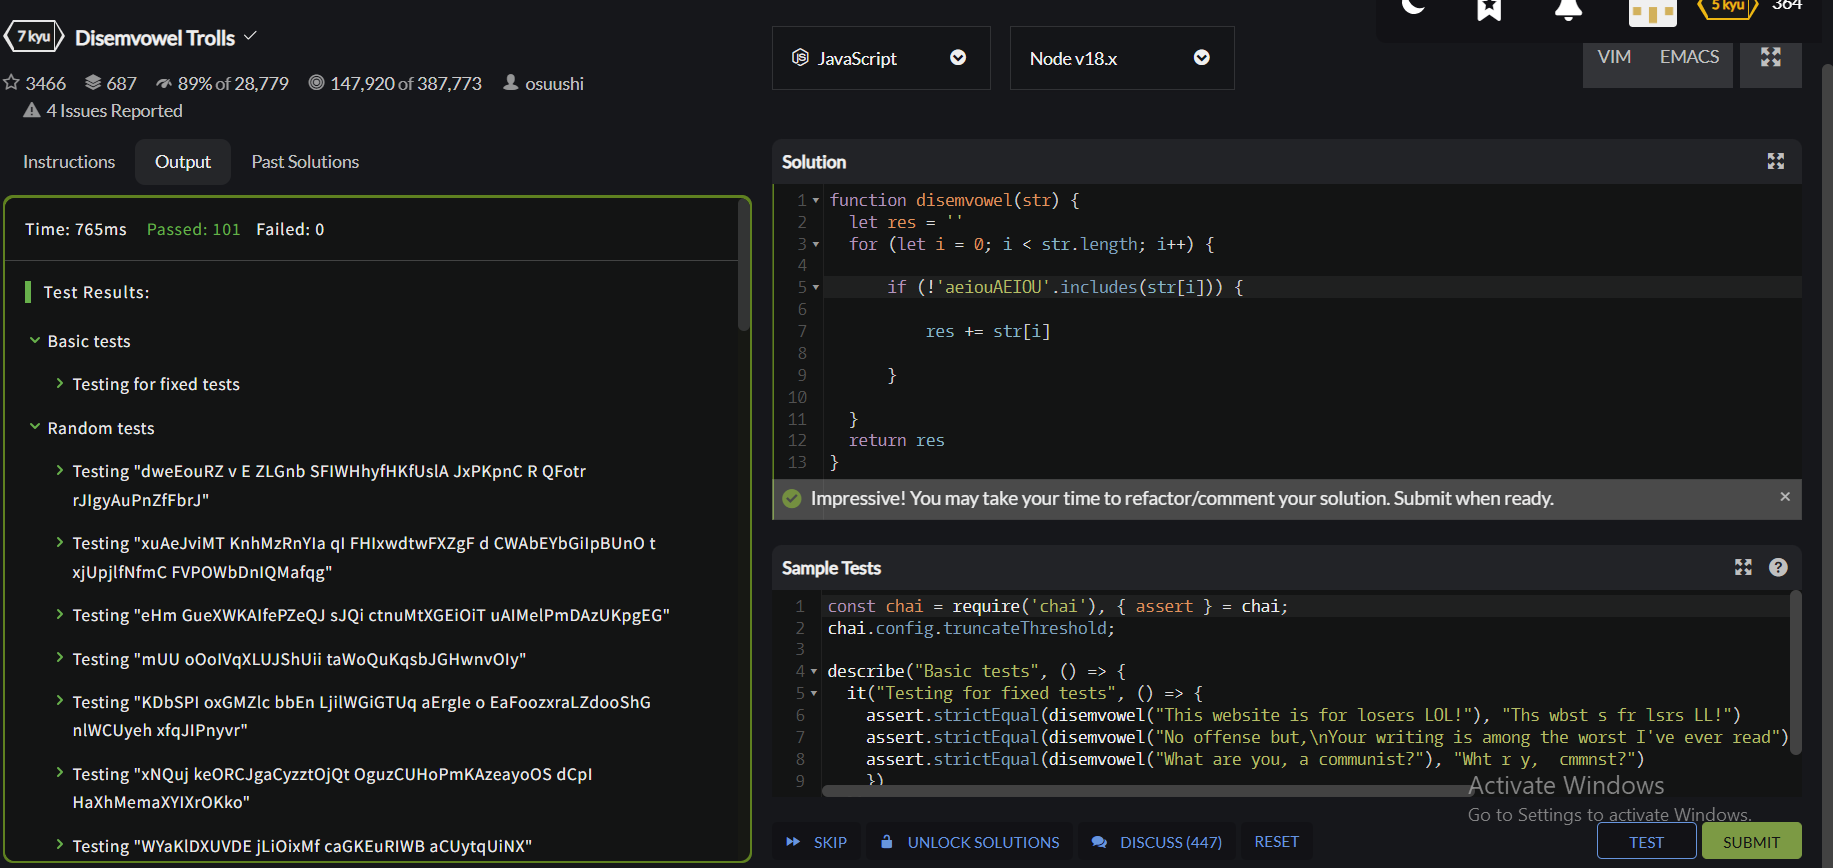 7 kyu Disemvowel Trolls
3466 687 89% of 28,779 147,920 of 387,773 osuushi
4 Issues Reported
Instructions Output Past Solutions
Time: 765ms Passed: 101 Failed: 0
Test Results:
Basic tests
Testing for fixed tests
Random tests
Testing "dweEouRZ v E ZLGnb SFIWHhyfHKfUslA JxPKpnC R QFotr
rJIgyAuPnZfFbrJ"
Testing "xuAeJviMT KnhMzRnYIa qI FHIxwdtwFXZgF d CWAbEYbGiIpBUnO t
xjUpjlfNfmC FVPOWbDnIQMafqg"
Testing "eHm GueXWKAIfePZeQJ sJQi ctnuMtXGEiOiT uAIMelPmDAzUKpgEG"
Testing "mUU oOoIVqXLUJShUii taWoQuKqsbJGHwnvOIy"
Testing "KDbSPI oxGMZlc bbEn LjilWGiGTUq aErgIe o EaFoozxraLZdooShG
nlWCUyeh xfqJIPnyvr"
Testing "xNQuj keORCJgaCyzztOjQt OguzCUHoPmKAzeayoOS dCpI
HaXhMemaXYIXrOKko"
Testing "WYaKlDXUVDE jLiOixMf caGKEuRIWB aCUytqUiNX"
JavaScript Node v18.x
5 kyu 364
VIM EMACS
Solution
1 function disemvowel(str) {
2 let res = ''
3 for (let i = 0; i < str.length; i++) {
4
5 if (!'aeiouAEIOU'.includes(str[i])) {
6
7 res += str[i]
8
9 }
10
11 }
12 return res
13 }
Impressive! You may take your time to refactor/comment your solution. Submit when ready. ×
Sample Tests ?
1 const chai = require('chai'), { assert } = chai;
2 chai.config.truncateThreshold;
3
4 describe("Basic tests", () => {
5 it("Testing for fixed tests", () => {
6 assert.strictEqual(disemvowel("This website is for losers LOL!"), "Ths wbst s fr lsrs LL!")
7 assert.strictEqual(disemvowel("No offense but,\nYour writing is among the worst I've ever read")
8 assert.strictEqual(disemvowel("What are you, a communist?"), "Wht r y,  cmmnst?")
9 })
Activate Windows
Go to Settings to activate Windows.
SKIP UNLOCK SOLUTIONS DISCUSS (447) RESET TEST SUBMIT